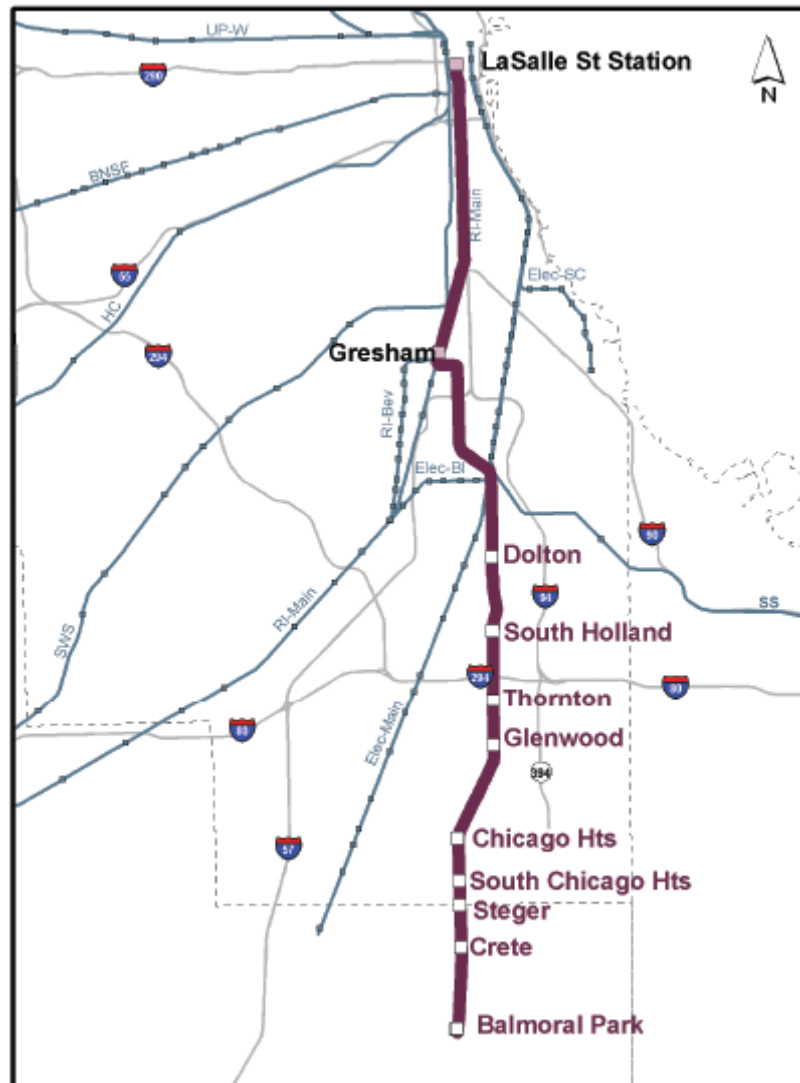 UP-W
LaSalle St Station
290
N
BNSF
RI-Main
55
Elec-SC
HC
294
Gresham
RI-Bev
Elec-BI
90
Dolton
94
SS
RI-Main
South Holland
SWS
294
80
Thornton
80
Elec-Main
Glenwood
394
57
Chicago Hts
South Chicago Hts
Steger
Crete
Balmoral Park